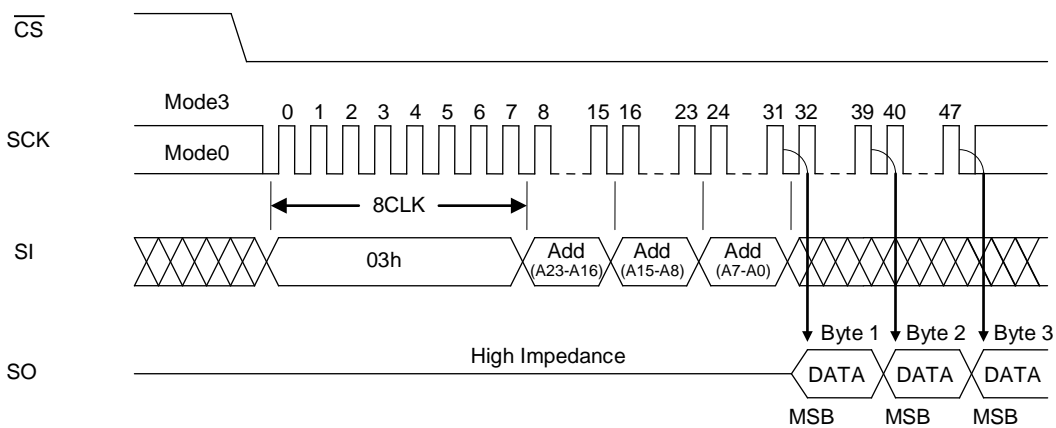 CS
Mode3
0 1 2 3 4 5 6 7 8 15 16 23 24 31 32 39 40 47
SCK
Mode0
8CLK
SI
03h
Add
(A23-A16)
Add
(A15-A8)
Add
(A7-A0)
High Impedance
Byte 1
Byte 2
Byte 3
SO
DATA
DATA
DATA
MSB
MSB
MSB